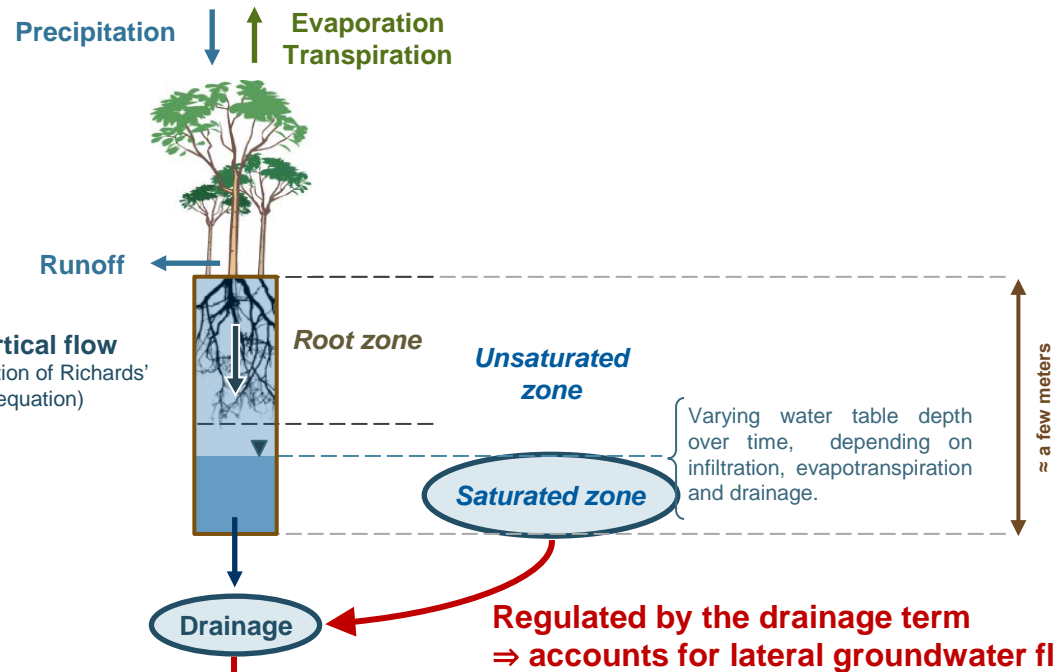 Precipitation
Evaporation
Transpiration
Runoff
rtical flow
tion of Richards'
equation)
Root zone
Unsaturated
zone
Varying water table depth
over time, depending on
infiltration, evapotranspiration
and drainage.
Saturated zone
≈ a few meters
Drainage
Regulated by the drainage term
⇒ accounts for lateral groundwater fl